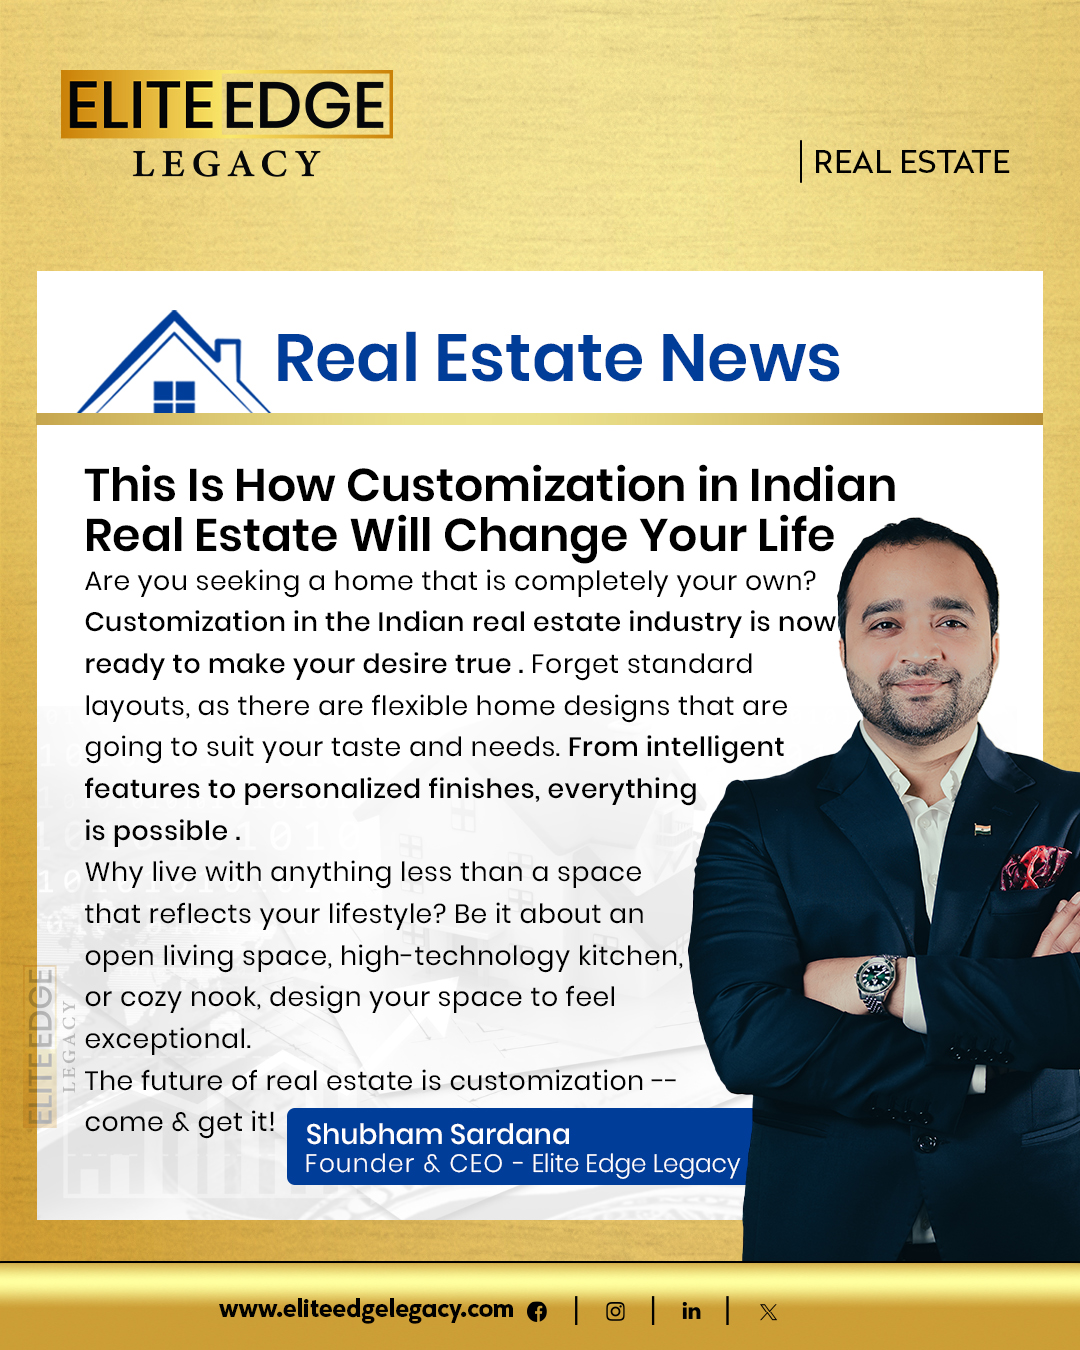 ELITE EDGE
LEGACY
REAL ESTATE
Real Estate News
This Is How Customization in Indian
Real Estate Will Change Your Life
Are you seeking a home that is completely your own?
Customization in the Indian real estate industry is now
ready to make your desire true . Forget standard
layouts, as there are flexible home designs that are
going to suit your taste and needs. From intelligent
features to personalized finishes, everything
is possible .
Why live with anything less than a space
that reflects your lifestyle? Be it about an
open living space, high-technology kitchen,
or cozy nook, design your space to feel
exceptional.
The future of real estate is customization --
come & get it!
Shubham Sardana
Founder & CEO - Elite Edge Legacy
ELITE EDGE
LEGACY
www.eliteedgelegacy.com